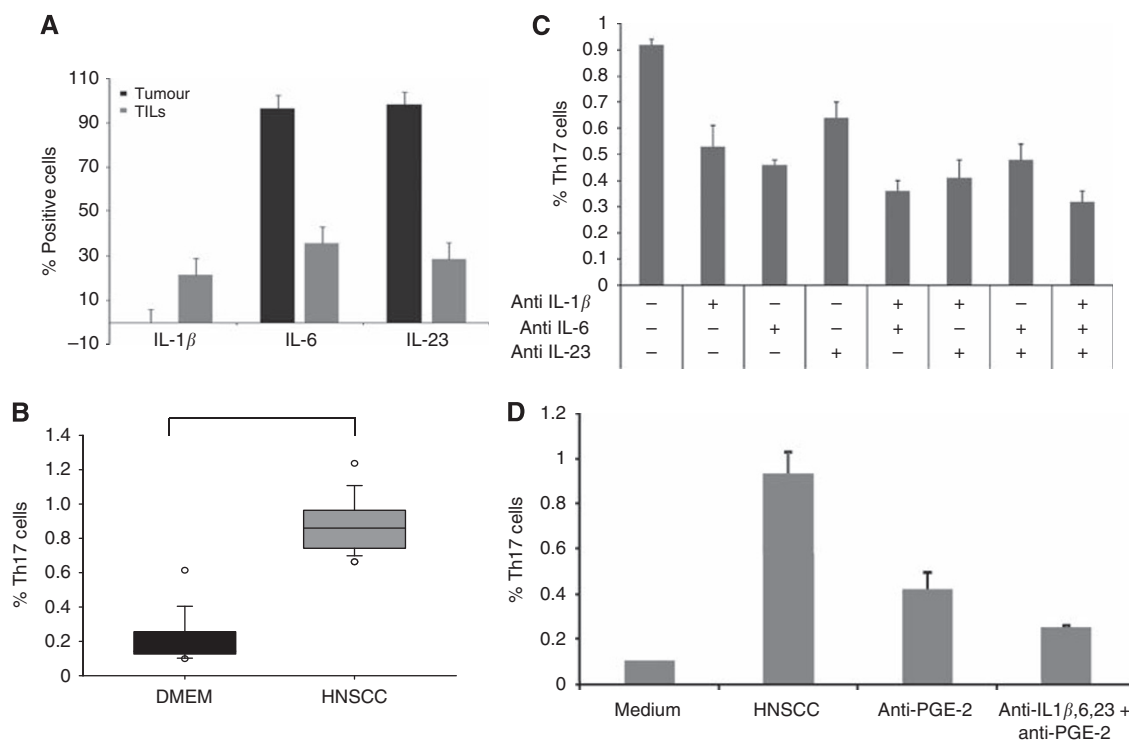 A
110
90
70
50
30
10
–10
% Positive cells
Tumour
TILs
IL-1β
IL-6
IL-23
C
1
0.9
0.8
0.7
0.6
0.5
0.4
0.3
0.2
0.1
0
% Th17 cells
Anti IL-1β – + – – + + – +
Anti IL-6 – – + – + – + +
Anti IL-23 – – – + – + + +
B
1.4
1.2
1.0
0.8
0.6
0.4
0.2
0
% Th17 cells
DMEM
HNSCC
D
1.2
1
0.8
0.6
0.4
0.2
0
% Th17 cells
Medium
HNSCC
Anti-PGE-2
Anti-IL1β,6,23 +
anti-PGE-2